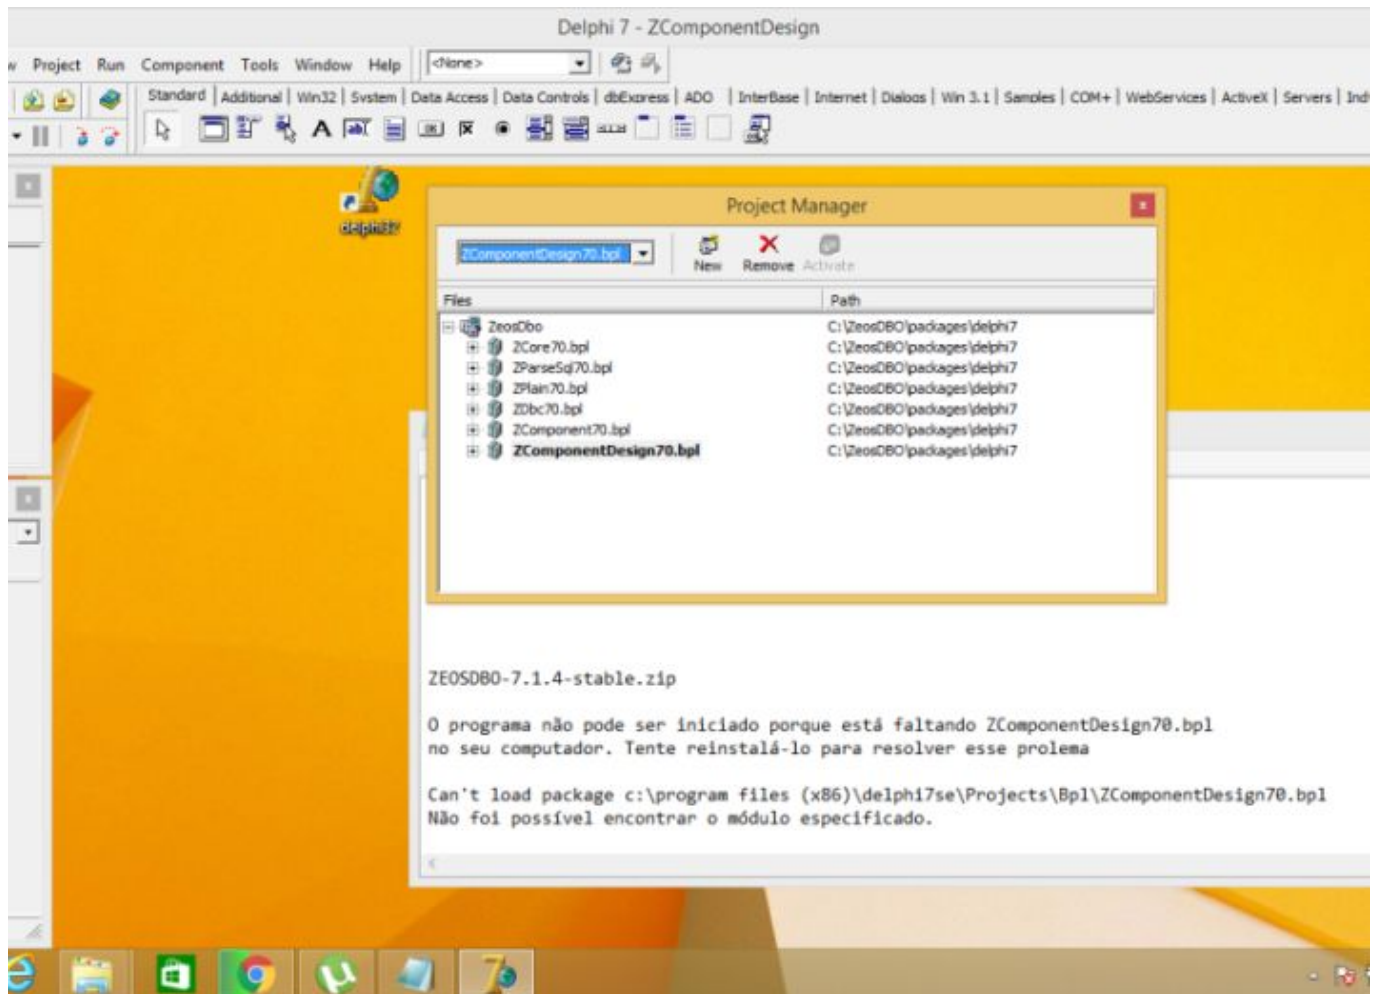 Delphi 7 - ZComponentDesign
w Project Run Component Tools Window Help <None>
Standard Additional Win32 System Data Access Data Controls dbExpress ADO InterBase Internet Dialogs Win 3.1 Samples COM+ WebServices ActiveX Servers Ind
delphi37
Project Manager
ZComponentDesign70.bpl New Remove Activate
Files Path
ZeosDbo C:\ZeosDBO\packages\delphi7
ZCore70.bpl C:\ZeosDBO\packages\delphi7
ZParseSql70.bpl C:\ZeosDBO\packages\delphi7
ZPlain70.bpl C:\ZeosDBO\packages\delphi7
ZDbc70.bpl C:\ZeosDBO\packages\delphi7
ZComponent70.bpl C:\ZeosDBO\packages\delphi7
ZComponentDesign70.bpl C:\ZeosDBO\packages\delphi7
ZEOSDBO-7.1.4-stable.zip
O programa não pode ser iniciado porque está faltando ZComponentDesign70.bpl
no seu computador. Tente reinstalá-lo para resolver esse prolema
Can't load package c:\program files (x86)\delphi7se\Projects\Bpl\ZComponentDesign70.bpl
Não foi possível encontrar o módulo especificado.